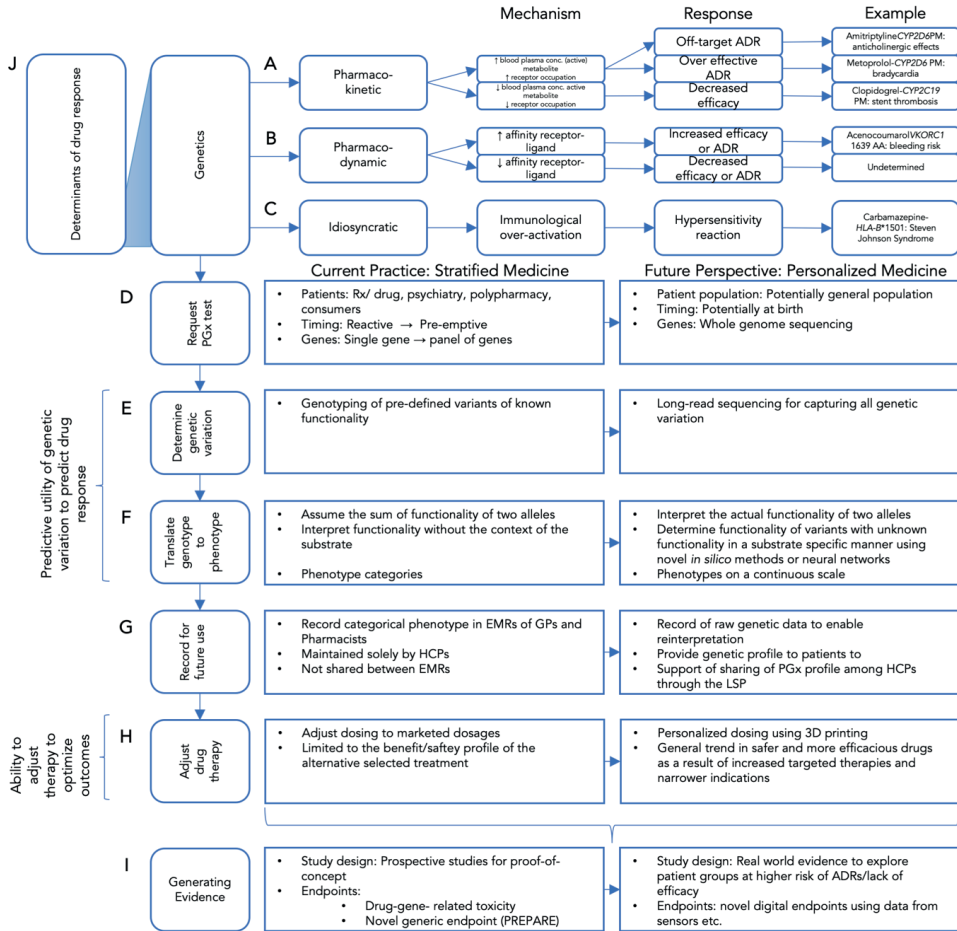 Mechanism
Response
Example
J
Determinants of drug response
Genetics
A
Pharmaco-
kinetic
↑ blood plasma conc. (active)
metabolite
↑ receptor occupation
↓ blood plasma conc. active
metabolite
↓ receptor occupation
Off-target ADR
Over effective
ADR
Decreased
efficacy
AmitriptylineCYP2D6PM:
anticholinergic effects
Metoprolol-CYP2D6 PM:
bradycardia
Clopidogrel-CYP2C19
PM: stent thrombosis
B
Pharmaco-
dynamic
↑ affinity receptor-
ligand
↓ affinity receptor-
ligand
Increased efficacy
or ADR
Decreased
efficacy or ADR
AcenocoumarolVKORC1
1639 AA: bleeding risk
Undetermined
C
Idiosyncratic
Immunological
over-activation
Hypersensitivity
reaction
Carbamazepine-
HLA-B*1501: Steven
Johnson Syndrome
Current Practice: Stratified Medicine
Future Perspective: Personalized Medicine
D
Request
PGx test
• Patients: Rx/ drug, psychiatry, polypharmacy,
consumers
• Timing: Reactive → Pre-emptive
• Genes: Single gene → panel of genes
• Patient population: Potentially general population
• Timing: Potentially at birth
• Genes: Whole genome sequencing
Predictive utility of genetic
variation to predict drug
response
E
Determine
genetic
variation
• Genotyping of pre-defined variants of known
functionality
• Long-read sequencing for capturing all genetic
variation
F
Translate
genotype
to
phenotype
• Assume the sum of functionality of two alleles
• Interpret functionality without the context of the
substrate
• Phenotype categories
• Interpret the actual functionality of two alleles
• Determine functionality of variants with unknown
functionality in a substrate specific manner using
novel in silico methods or neural networks
• Phenotypes on a continuous scale
G
Record for
future use
• Record categorical phenotype in EMRs of GPs and
Pharmacists
• Maintained solely by HCPs
• Not shared between EMRs
• Record of raw genetic data to enable
reinterpretation
• Provide genetic profile to patients to
• Support of sharing of PGx profile among HCPs
through the LSP
Ability to
adjust
therapy to
optimize
outcomes
H
Adjust
drug
therapy
• Adjust dosing to marketed dosages
• Limited to the benefit/saftey profile of the
alternative selected treatment
• Personalized dosing using 3D printing
• General trend in safer and more efficacious drugs
as a result of increased targeted therapies and
narrower indications
I
Generating
Evidence
• Study design: Prospective studies for proof-of-
concept
• Endpoints:
• Drug-gene- related toxicity
• Novel generic endpoint (PREPARE)
• Study design: Real world evidence to explore
patient groups at higher risk of ADRs/lack of
efficacy
• Endpoints: novel digital endpoints using data from
sensors etc.